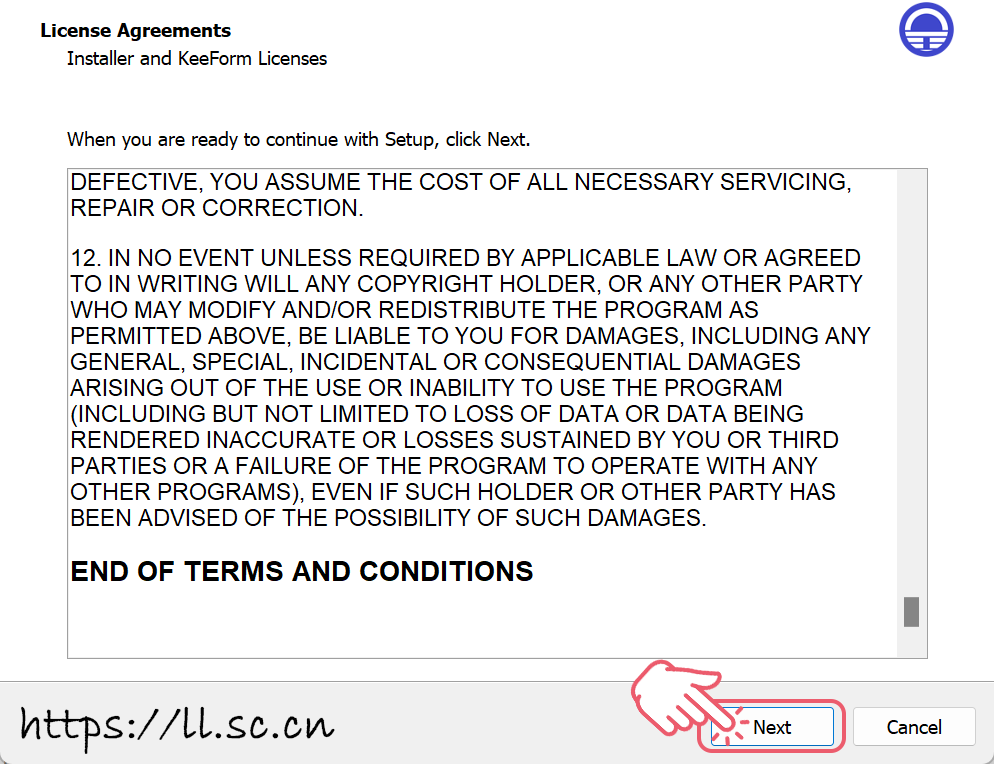 License Agreements
Installer and KeeForm Licenses
When you are ready to continue with Setup, click Next.
DEFECTIVE, YOU ASSUME THE COST OF ALL NECESSARY SERVICING,
REPAIR OR CORRECTION.
12. IN NO EVENT UNLESS REQUIRED BY APPLICABLE LAW OR AGREED
TO IN WRITING WILL ANY COPYRIGHT HOLDER, OR ANY OTHER PARTY
WHO MAY MODIFY AND/OR REDISTRIBUTE THE PROGRAM AS
PERMITTED ABOVE, BE LIABLE TO YOU FOR DAMAGES, INCLUDING ANY
GENERAL, SPECIAL, INCIDENTAL OR CONSEQUENTIAL DAMAGES
ARISING OUT OF THE USE OR INABILITY TO USE THE PROGRAM
(INCLUDING BUT NOT LIMITED TO LOSS OF DATA OR DATA BEING
RENDERED INACCURATE OR LOSSES SUSTAINED BY YOU OR THIRD
PARTIES OR A FAILURE OF THE PROGRAM TO OPERATE WITH ANY
OTHER PROGRAMS), EVEN IF SUCH HOLDER OR OTHER PARTY HAS
BEEN ADVISED OF THE POSSIBILITY OF SUCH DAMAGES.
END OF TERMS AND CONDITIONS
https://ll.sc.cn
Next
Cancel